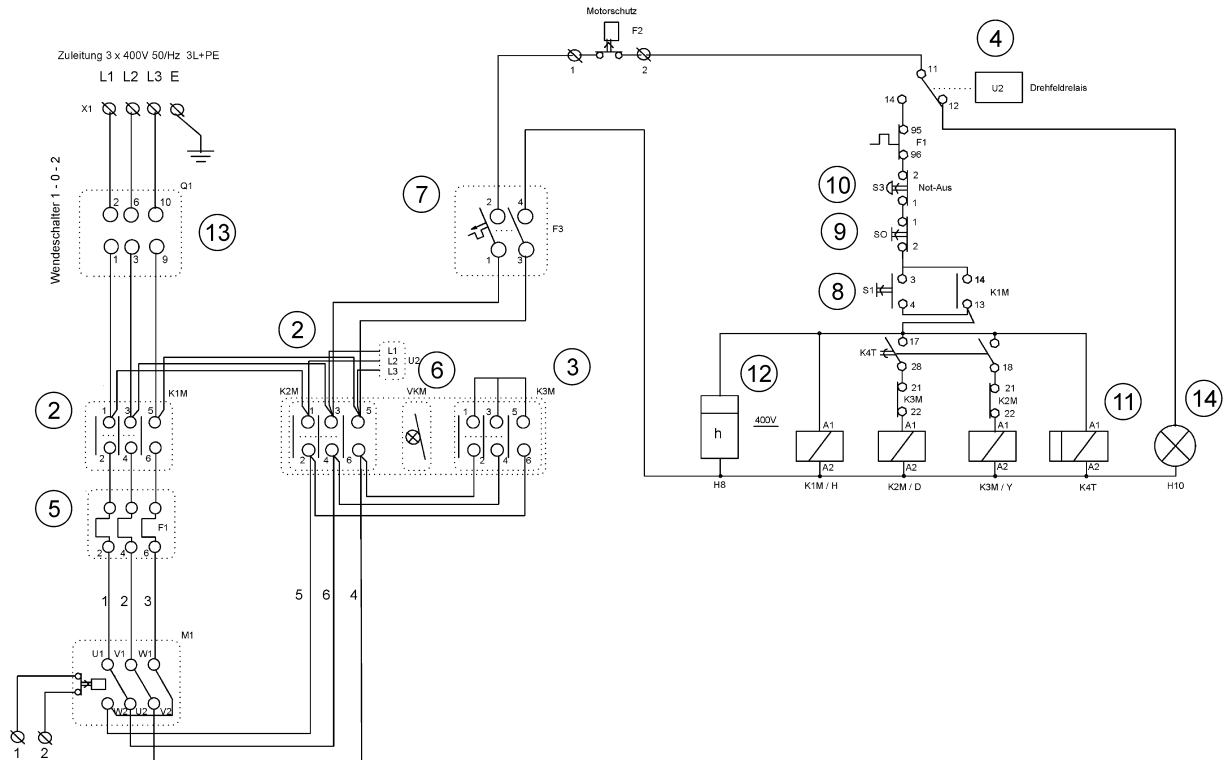 Motorschutz
F2
1
2
4
Zuleitung 3 x 400V 50/Hz 3L+PE
L1 L2 L3 E
X1
11
12
U2
Drehfeldrelais
14
95
F1
96
Wendeschalter 1 - 0 - 2
Q1
2 6 10
1 3 9
13
7
2 4
F3
1 3
10
2
S3
Not-Aus
1
9
1
SO
2
8
3
S1
4
14
K1M
13
2
L1
L2
L3
U2
6
3
2
K1M
1 3 5
2 4 6
K2M
1 3 5
2 4 6
VKM
K3M
1 3 5
2 4 6
17
K4T
28
18
21
K3M
22
21
K2M
22
12
h
400V
11
14
A1
A2
A1
A2
A1
A2
A1
A2
H8
K1M / H
K2M / D
K3M / Y
K4T
H10
5
F1
2 4 6
1 2 3
5 6 4
M1
U1 V1 W1
W2 U2 V2
1 2